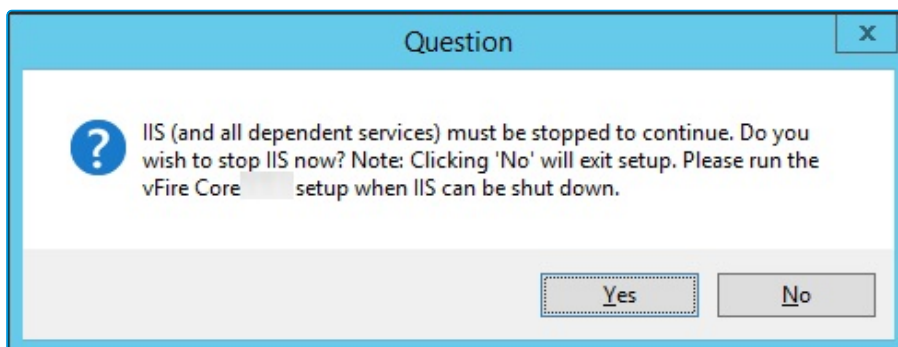 Question
x
?
IIS (and all dependent services) must be stopped to continue. Do you
wish to stop IIS now? Note: Clicking 'No' will exit setup. Please run the
vFire Core setup when IIS can be shut down.
Yes
No